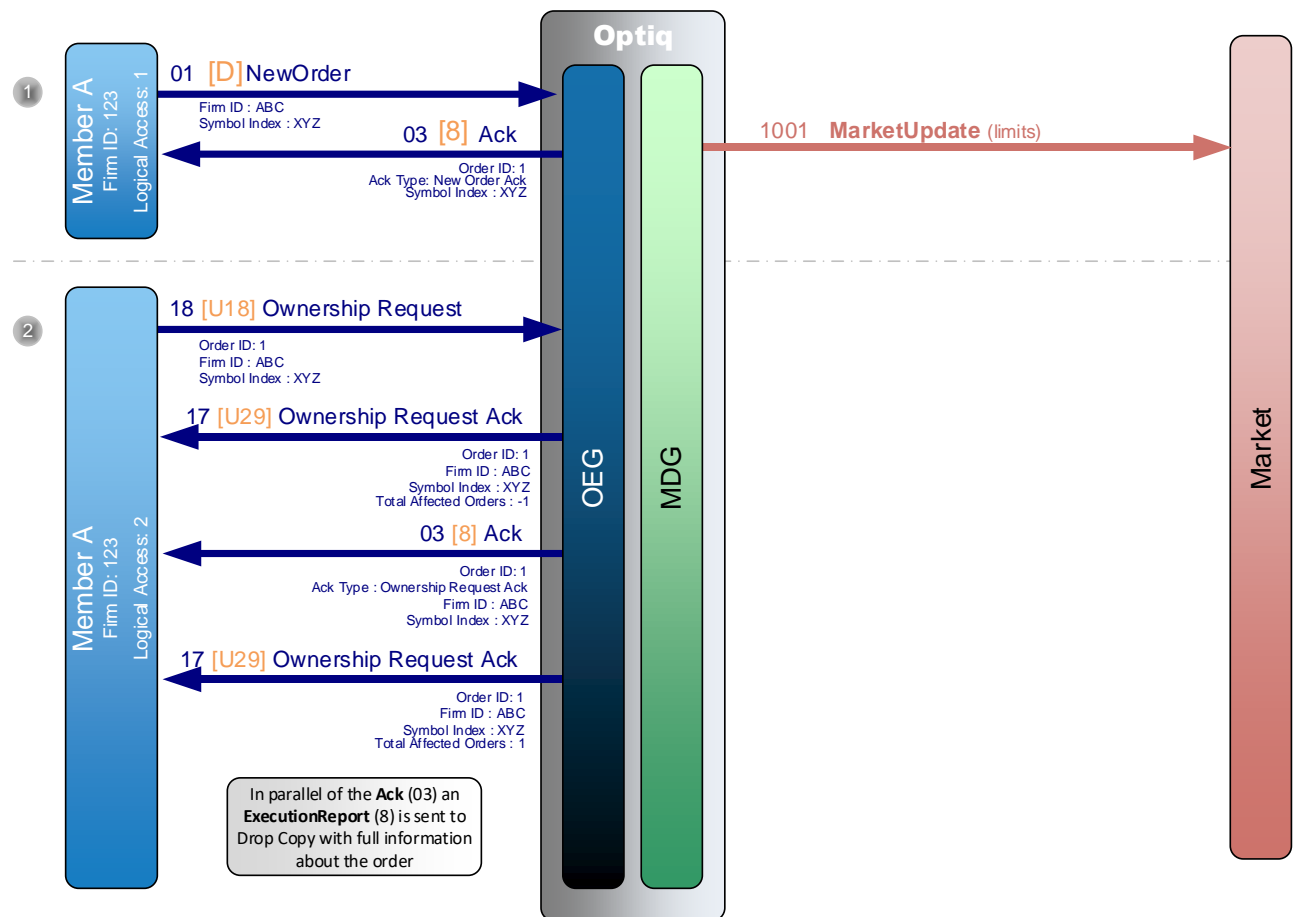 Optiq
1
Member A
Firm ID: 123
Logical Access: 1
01 [D] NewOrder
Firm ID : ABC
Symbol Index : XYZ
03 [8] Ack
Order ID: 1
Ack Type: New Order Ack
Symbol Index : XYZ
1001 MarketUpdate (limits)
2
Member A
Firm ID: 123
Logical Access: 2
18 [U18] Ownership Request
Order ID: 1
Firm ID : ABC
Symbol Index : XYZ
17 [U29] Ownership Request Ack
Order ID: 1
Firm ID : ABC
Symbol Index : XYZ
Total Affected Orders : -1
03 [8] Ack
Order ID: 1
Ack Type : Ownership Request Ack
Firm ID : ABC
Symbol Index : XYZ
17 [U29] Ownership Request Ack
Order ID: 1
Firm ID : ABC
Symbol Index : XYZ
Total Affected Orders : 1
OEG
MDG
Market
In parallel of the Ack (03) an
ExecutionReport (8) is sent to
Drop Copy with full information
about the order